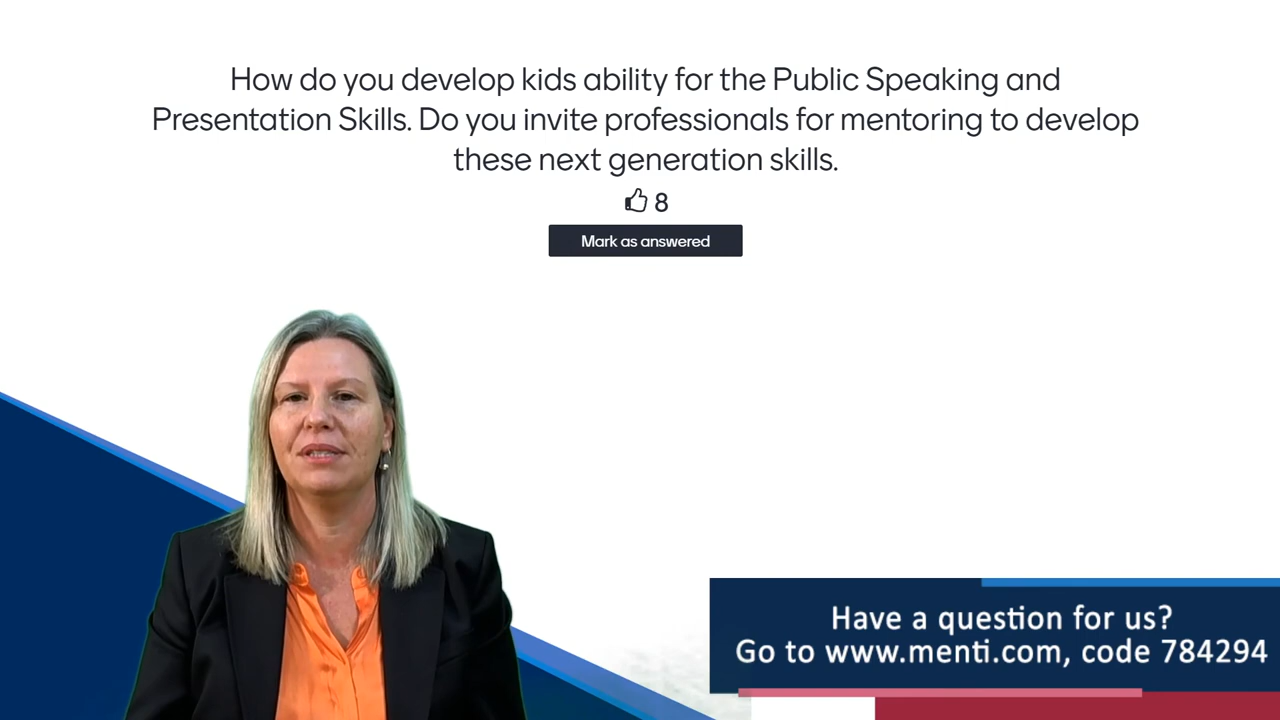 How do you develop kids ability for the Public Speaking and
Presentation Skills. Do you invite professionals for mentoring to develop
these next generation skills.
8
Mark as answered
Have a question for us?
Go to www.menti.com, code 784294